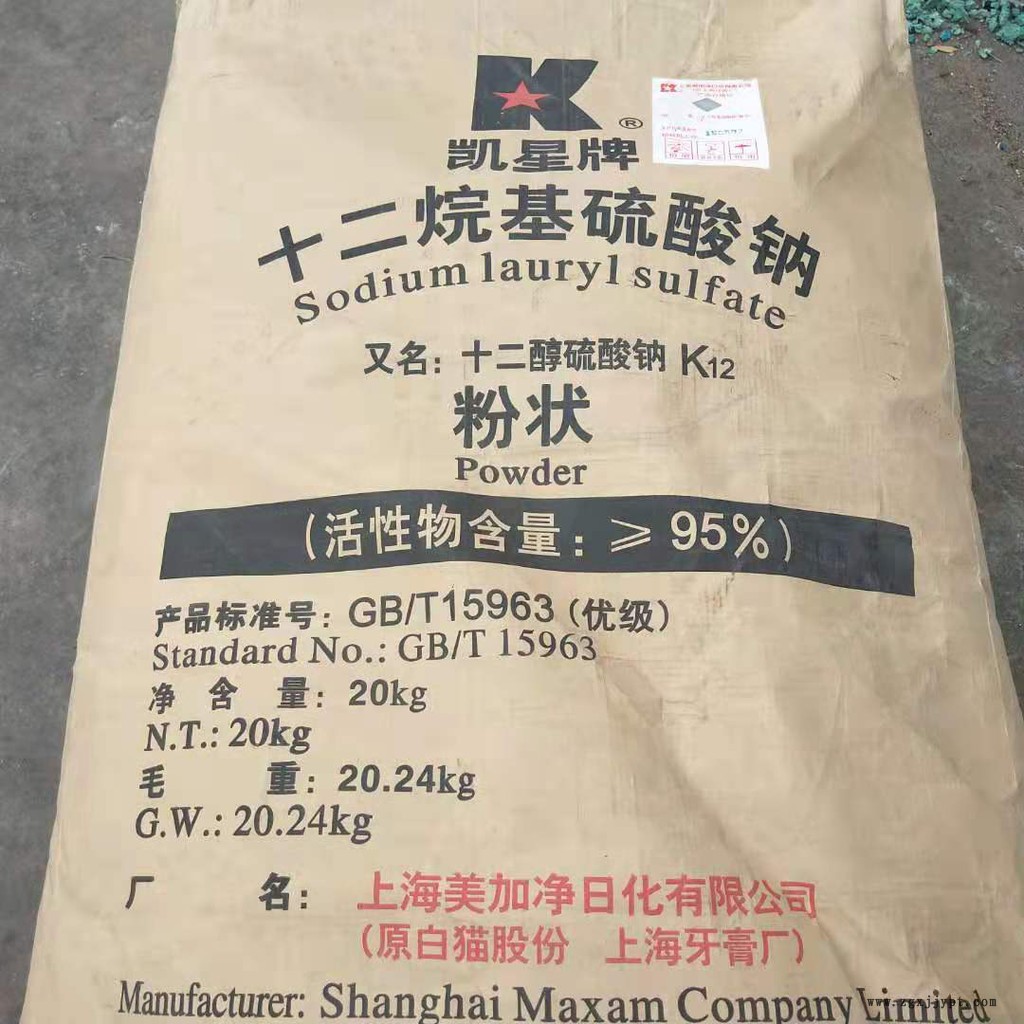 K
®
凯星牌
十二烷基硫酸钠
Sodium lauryl sulfate
又名：十二醇硫酸钠 K12
粉状
Powder
（活性物含量：≥ 95%）
产品标准号：GB/T15963（优级）
Standard No.: GB/T 15963
净 含 量：20kg
N.T.: 20kg
毛 重：20.24kg
G.W.: 20.24kg
厂 名：上海美加净日化有限公司
（原白猫股份 上海牙膏厂）
Manufacturer: Shanghai Maxam Company Limited